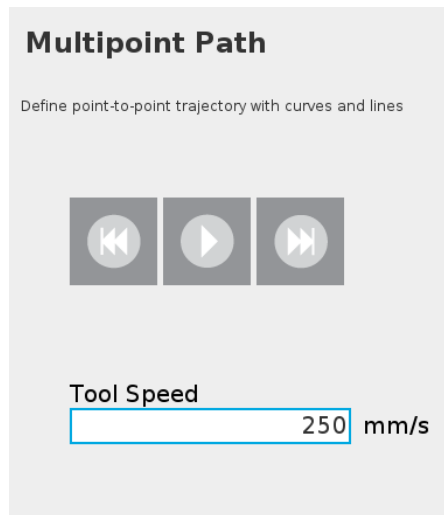 Multipoint Path
Define point-to-point trajectory with curves and lines
Tool Speed
250 mm/s